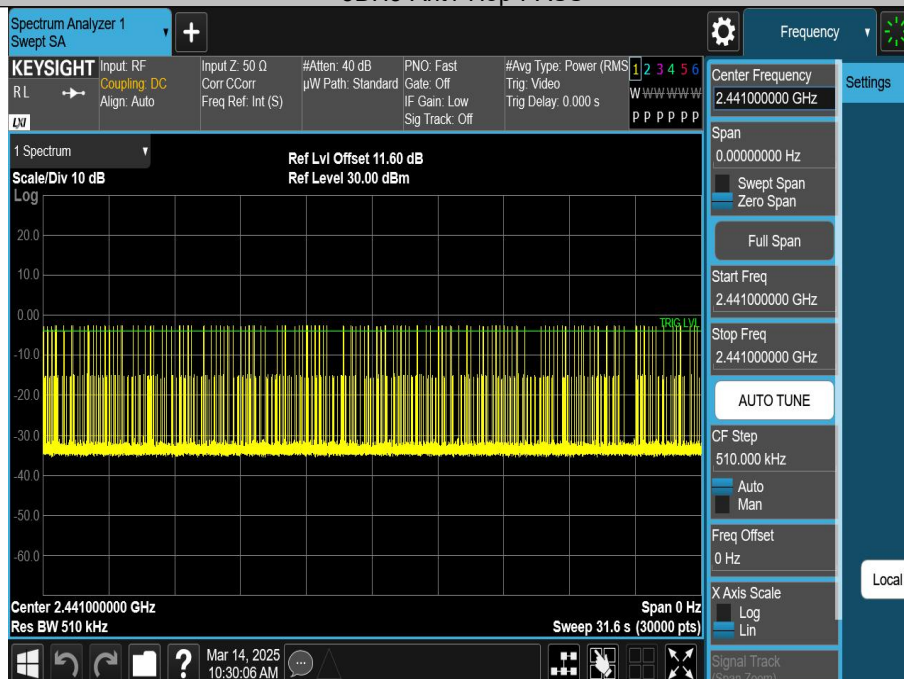 Spectrum Analyzer 1
Swept SA
+
Frequency
KEYSIGHT
RL
LXI
Input: RF
Coupling: DC
Align: Auto
Input Z: 50 Ω
Corr CCorr
Freq Ref: Int (S)
#Atten: 40 dB
µW Path: Standard
PNO: Fast
Gate: Off
IF Gain: Low
Sig Track: Off
#Avg Type: Power (RMS
Trig: Video
Trig Delay: 0.000 s
1 2 3 4 5 6
W W W W W W
P P P P P P
Center Frequency
2.441000000 GHz
Settings
Span
0.00000000 Hz
Swept Span
Zero Span
Full Span
Start Freq
2.441000000 GHz
Stop Freq
2.441000000 GHz
AUTO TUNE
CF Step
510.000 kHz
Auto
Man
Freq Offset
0 Hz
X Axis Scale
Log
Lin
Signal Track
(Span Zoom)
Local
1 Spectrum
Scale/Div 10 dB
Ref Lvl Offset 11.60 dB
Ref Level 30.00 dBm
Log
20.0
10.0
0.00
TRIG LVL
-10.0
-20.0
-30.0
-40.0
-50.0
-60.0
Center 2.441000000 GHz
Res BW 510 kHz
Span 0 Hz
Sweep 31.6 s (30000 pts)
?
Mar 14, 2025
10:30:06 AM